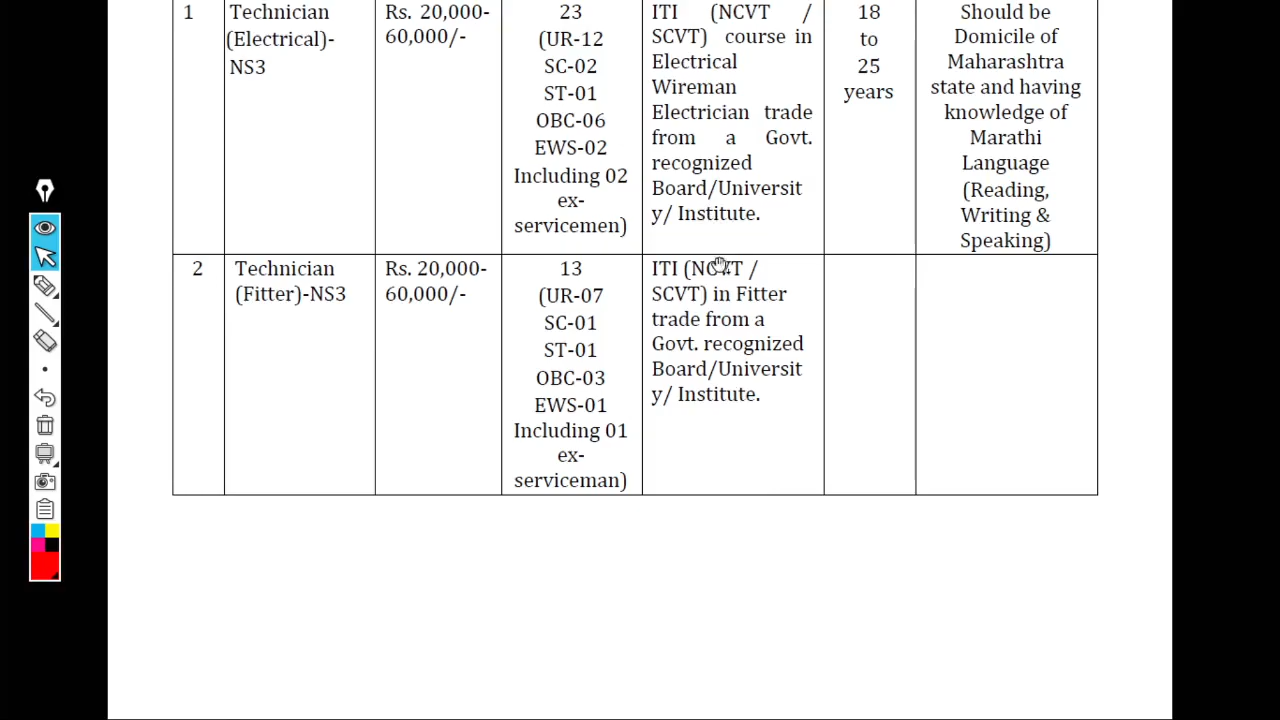 1
Technician
(Electrical)-
NS3
Rs. 20,000-
60,000/-
23
(UR-12
SC-02
ST-01
OBC-06
EWS-02
Including 02
ex-
servicemen)
ITI (NCVT /
SCVT) course in
Electrical
Wireman
Electrician trade
from a Govt.
recognized
Board/Universit
y/ Institute.
18
to
25
years
Should be
Domicile of
Maharashtra
state and having
knowledge of
Marathi
Language
(Reading,
Writing &
Speaking)
2
Technician
(Fitter)-NS3
Rs. 20,000-
60,000/-
13
(UR-07
SC-01
ST-01
OBC-03
EWS-01
Including 01
ex-
serviceman)
ITI (NCVT /
SCVT) in Fitter
trade from a
Govt. recognized
Board/Universit
y/ Institute.